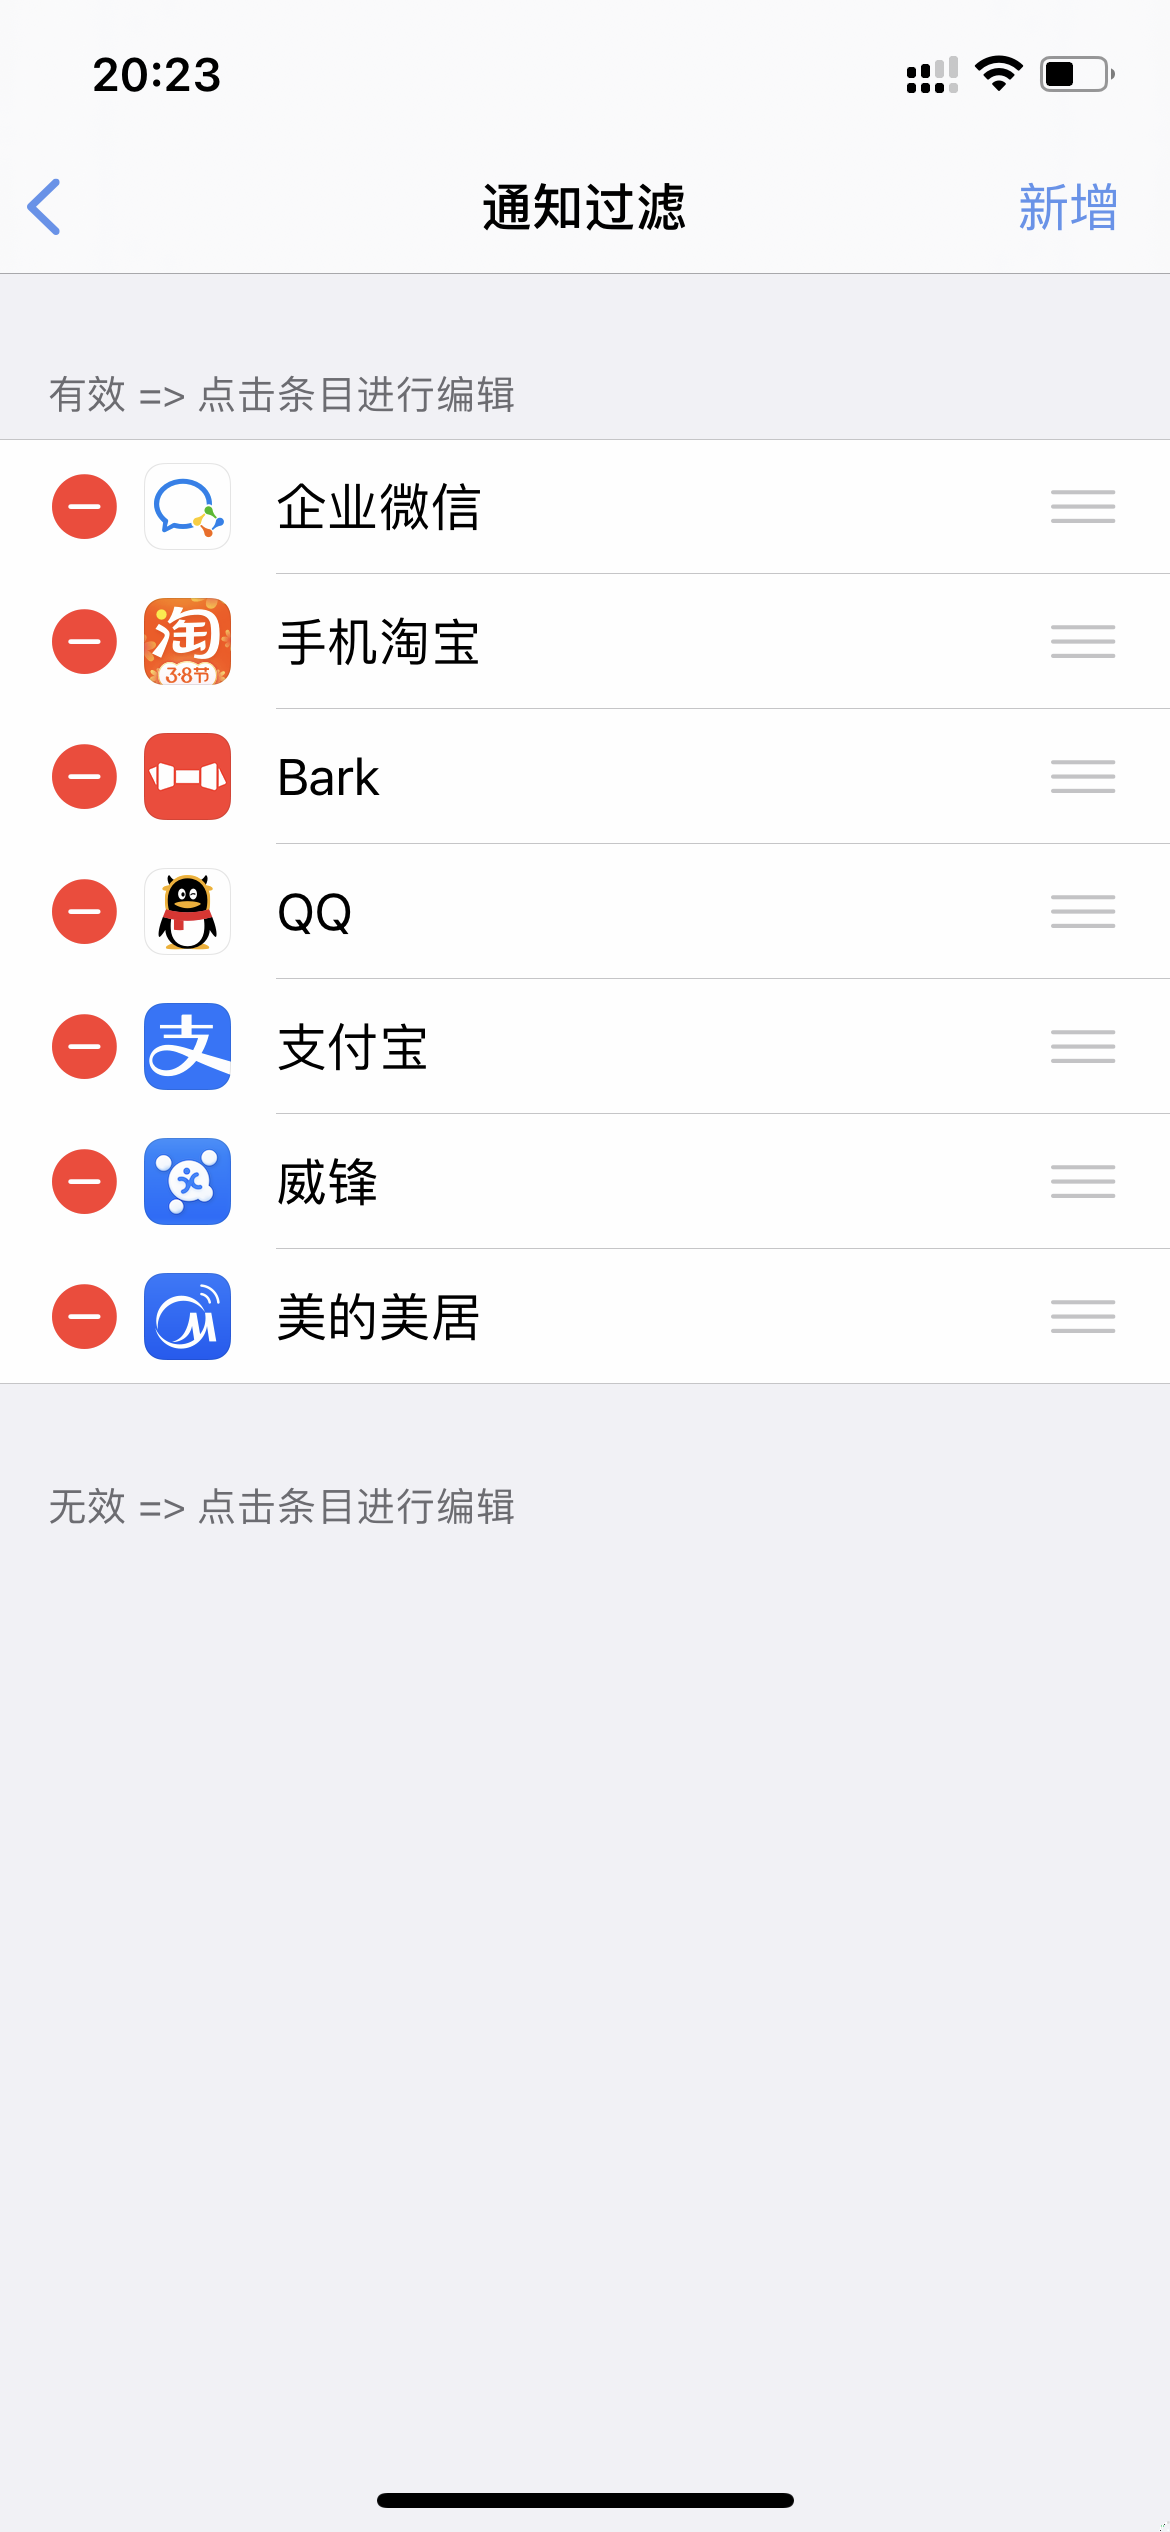 20:23
通知过滤
新增
有效 => 点击条目进行编辑
企业微信
淘
3·8节
手机淘宝
Bark
QQ
支
支付宝
威锋
美的美居
无效 => 点击条目进行编辑